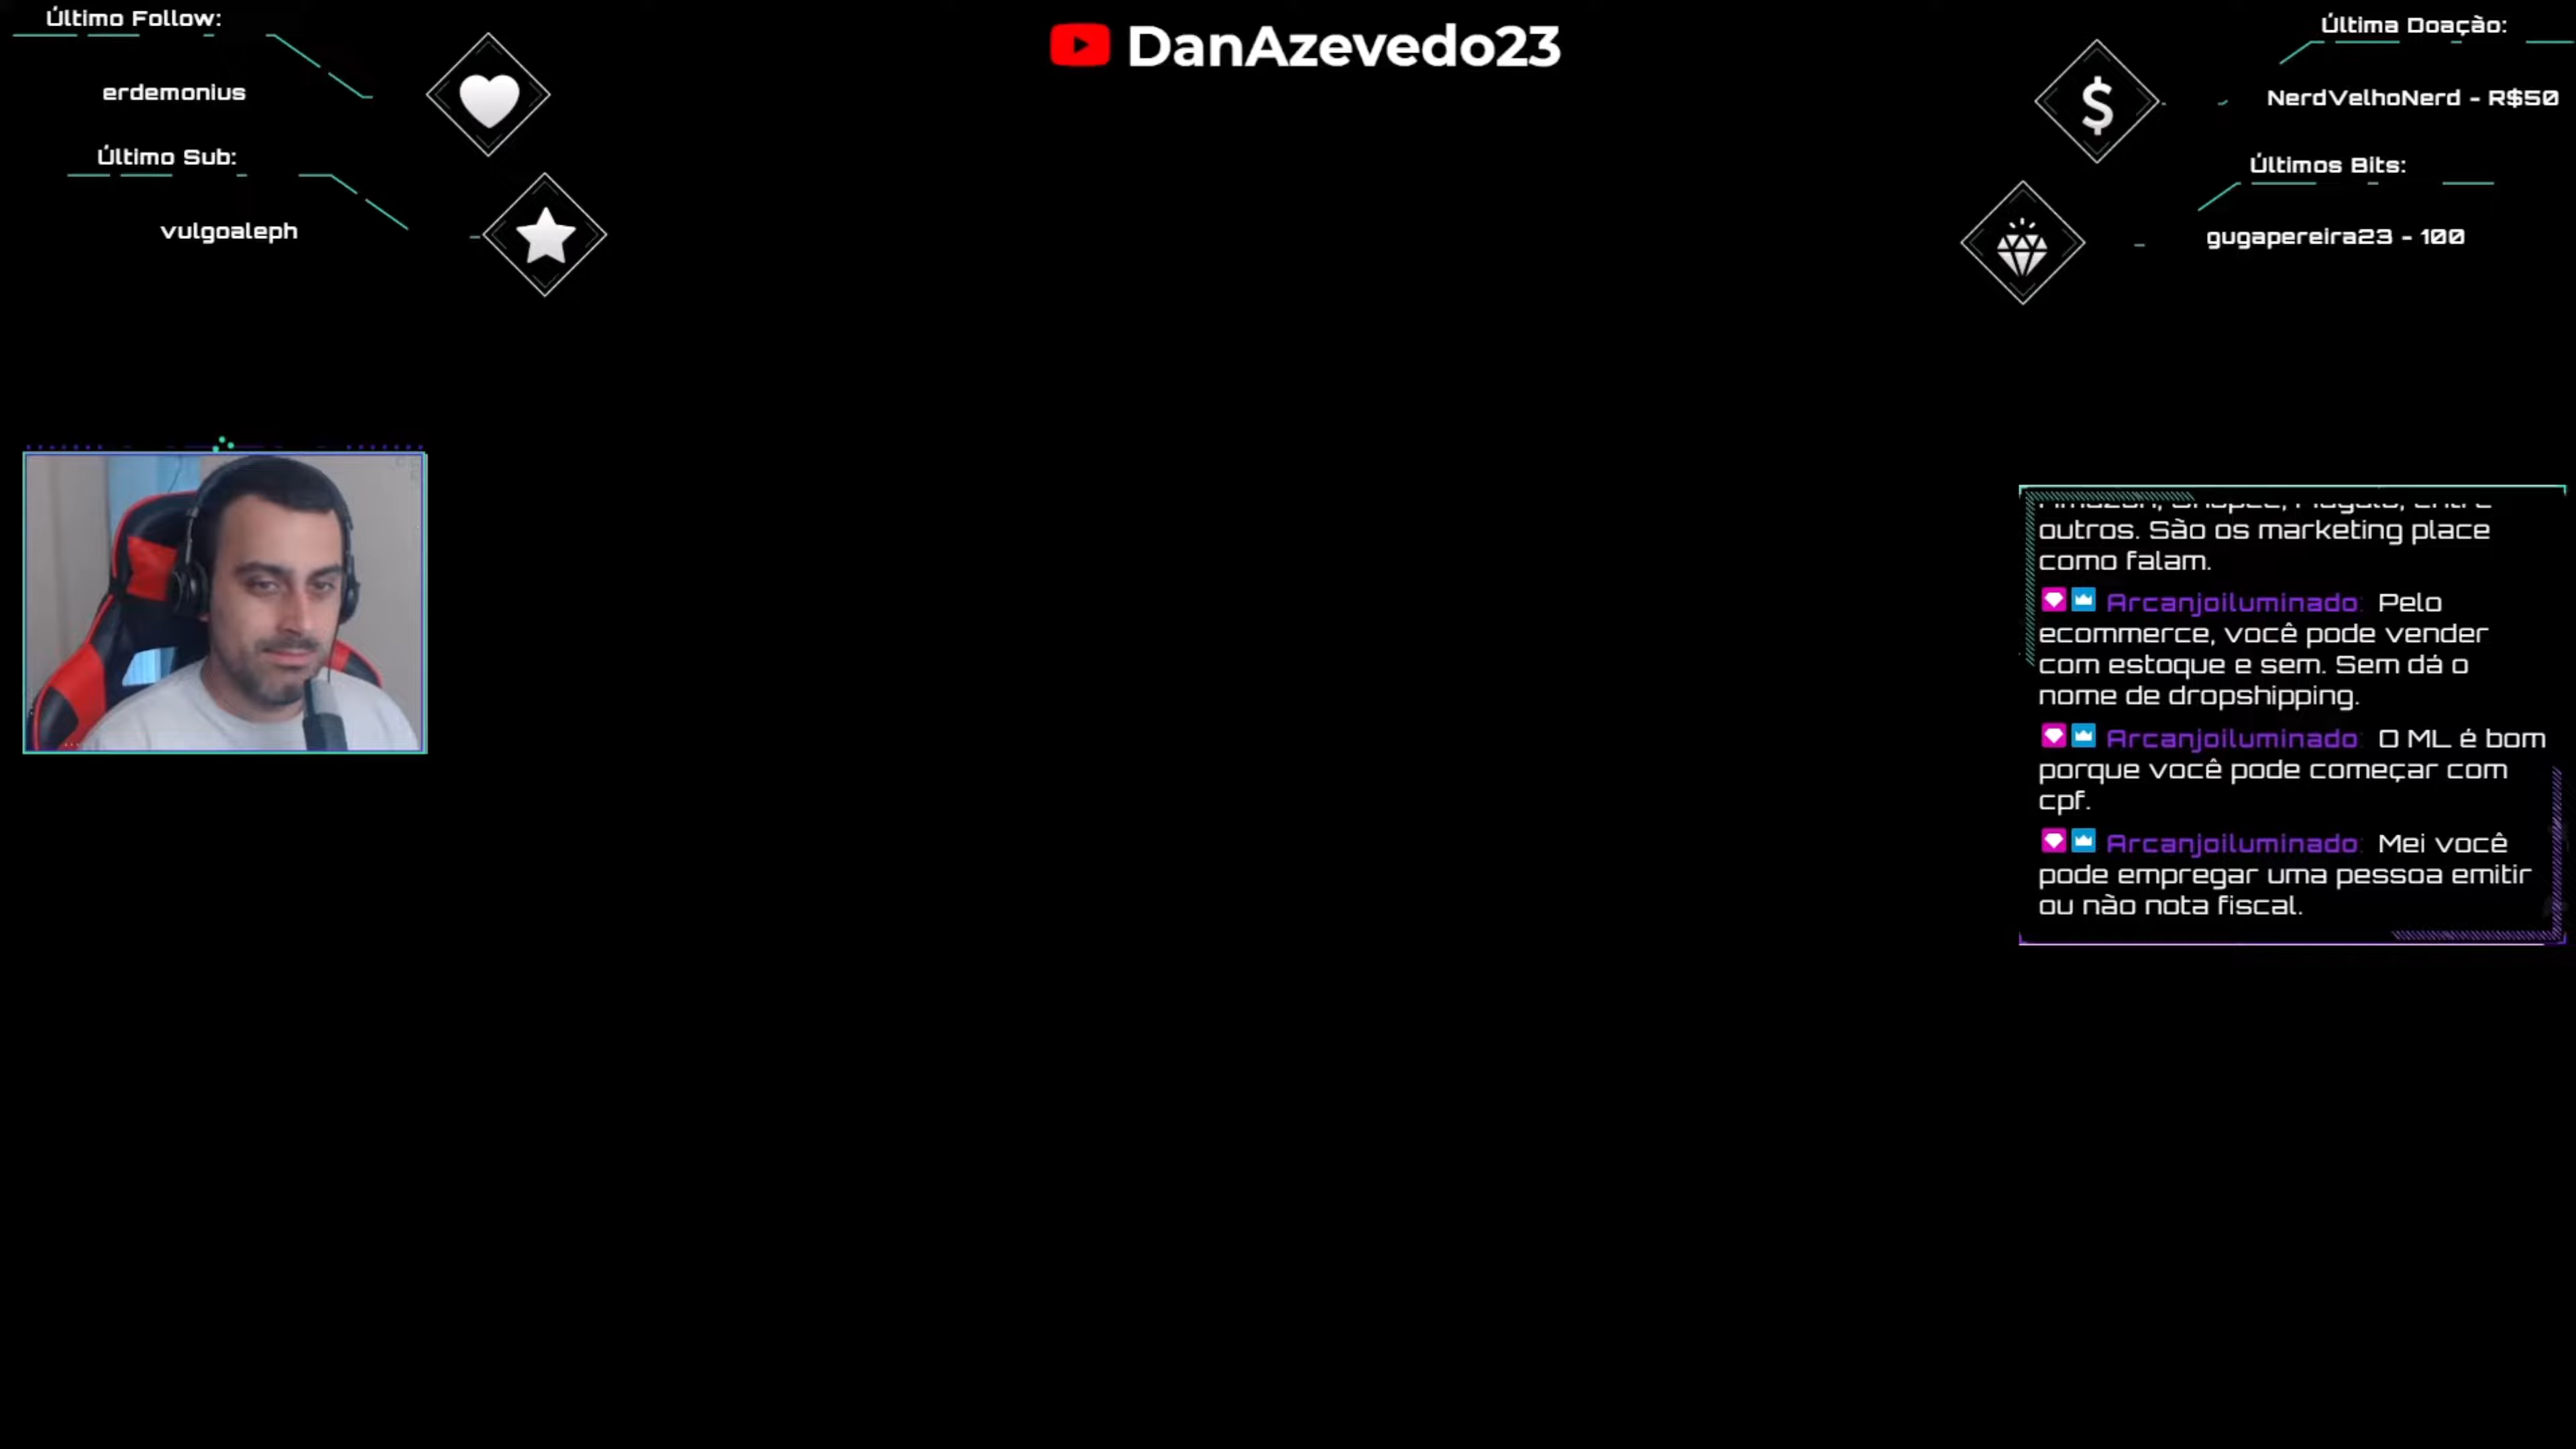 Último Follow:
erdemonius
Último Sub:
vulgoaleph
DanAzevedo23
Última Doação:
NerdVelhoNerd - R$50
Últimos Bits:
gugapereira23 - 100
outros. São os marketing place
como falam.
Arcanjoiluminado: Pelo
ecommerce, você pode vender
com estoque e sem. Sem dá o
nome de dropshipping.
Arcanjoiluminado: O ML é bom
porque você pode começar com
cpf.
Arcanjoiluminado: Mei você
pode empregar uma pessoa emitir
ou não nota fiscal.